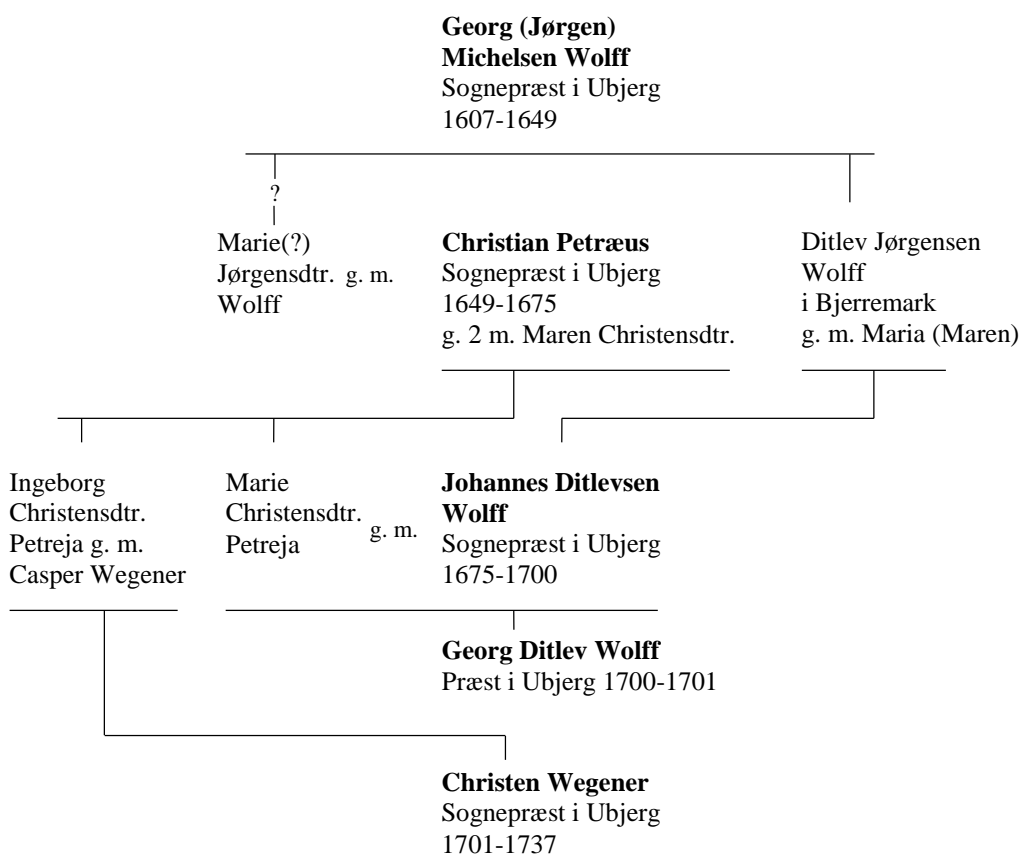 Georg (Jørgen)
Michelsen Wolff
Sognepræst i Ubjerg
1607-1649
?
Marie(?)
Jørgensdtr. g. m.
Wolff
Christian Petræus
Sognepræst i Ubjerg
1649-1675
g. 2 m. Maren Christensdtr.
Ditlev Jørgensen
Wolff
i Bjerremark
g. m. Maria (Maren)
Ingeborg
Christensdtr.
Petreja g. m.
Casper Wegener
Marie
Christensdtr.
Petreja
g. m.
Johannes Ditlevsen
Wolff
Sognepræst i Ubjerg
1675-1700
Georg Ditlev Wolff
Præst i Ubjerg 1700-1701
Christen Wegener
Sognepræst i Ubjerg
1701-1737